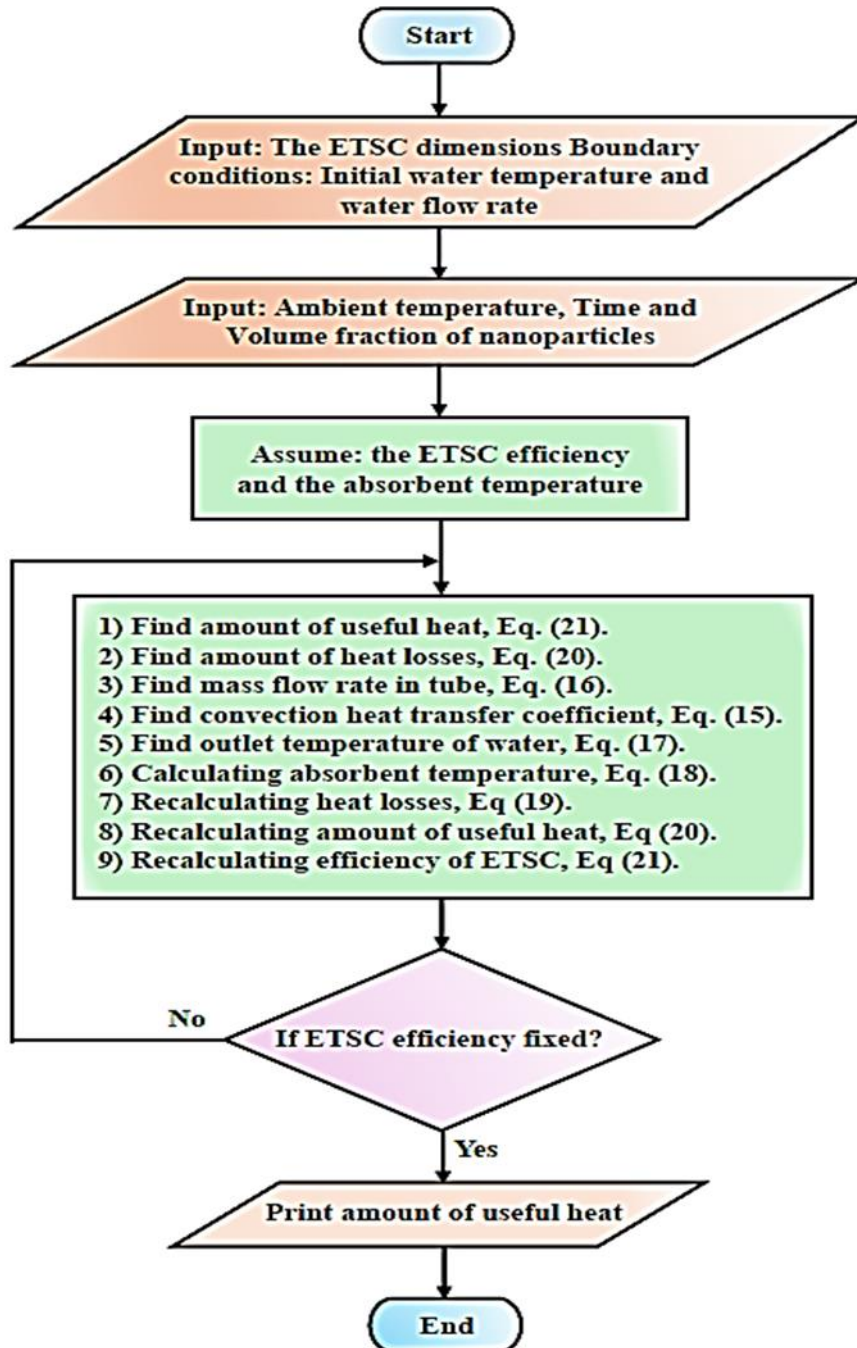 Start
Input: The ETSC dimensions Boundary
conditions: Initial water temperature and
water flow rate
Input: Ambient temperature, Time and
Volume fraction of nanoparticles
Assume: the ETSC efficiency
and the absorbent temperature
1) Find amount of useful heat, Eq. (21).
2) Find amount of heat losses, Eq. (20).
3) Find mass flow rate in tube, Eq. (16).
4) Find convection heat transfer coefficient, Eq. (15).
5) Find outlet temperature of water, Eq. (17).
6) Calculating absorbent temperature, Eq. (18).
7) Recalculating heat losses, Eq (19).
8) Recalculating amount of useful heat, Eq (20).
9) Recalculating efficiency of ETSC, Eq (21).
No
If ETSC efficiency fixed?
Yes
Print amount of useful heat
End